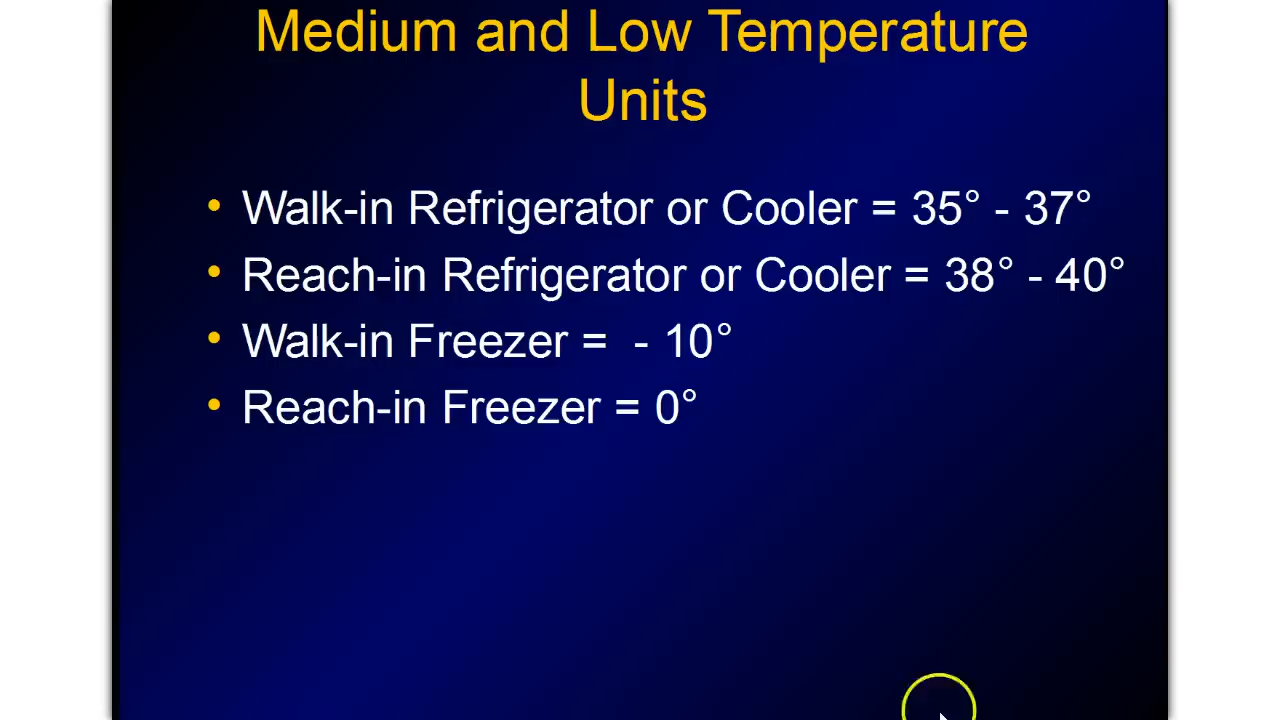 Medium and Low Temperature
Units
• Walk-in Refrigerator or Cooler = 35° - 37°
• Reach-in Refrigerator or Cooler = 38° - 40°
• Walk-in Freezer =  - 10°
• Reach-in Freezer = 0°